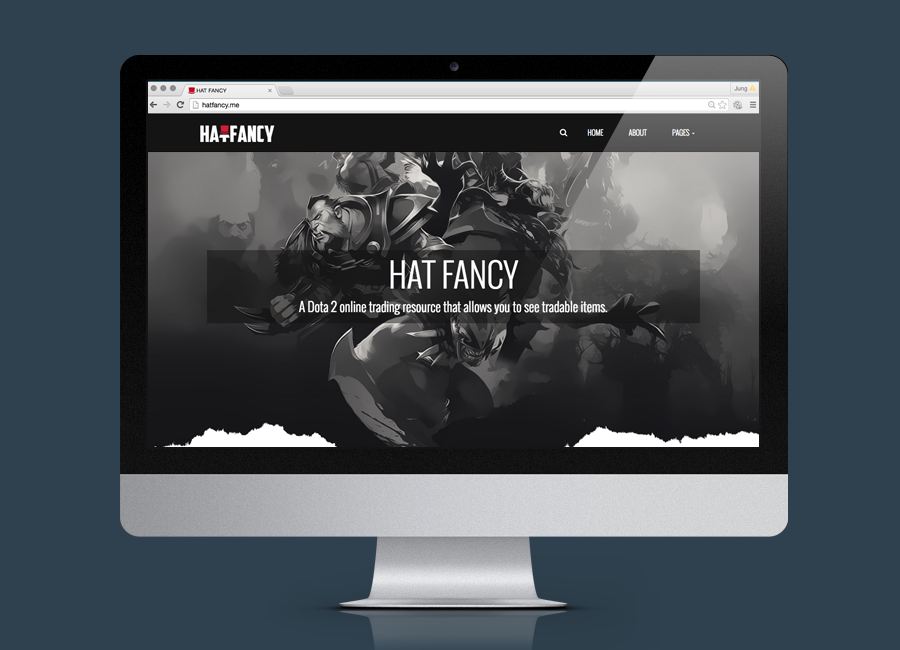 HAT FANCY
Jung
hatfancy.me
HATFANCY
HOME ABOUT PAGES
HAT FANCY
A Dota 2 online trading resource that allows you to see tradable items.